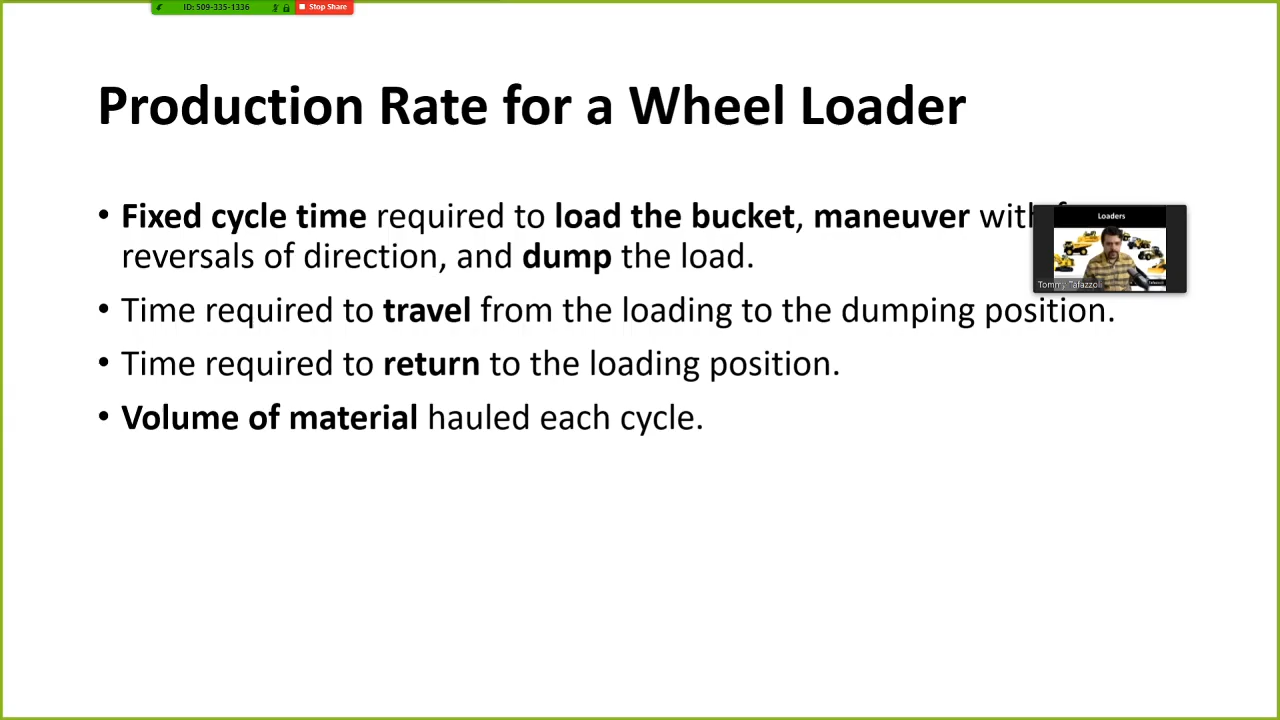 ID: 509-335-1336
Stop Share
Production Rate for a Wheel Loader
• Fixed cycle time required to load the bucket, maneuver with
reversals of direction, and dump the load.
Loaders
Tommy Tafazzoli
• Time required to travel from the loading to the dumping position.
• Time required to return to the loading position.
• Volume of material hauled each cycle.